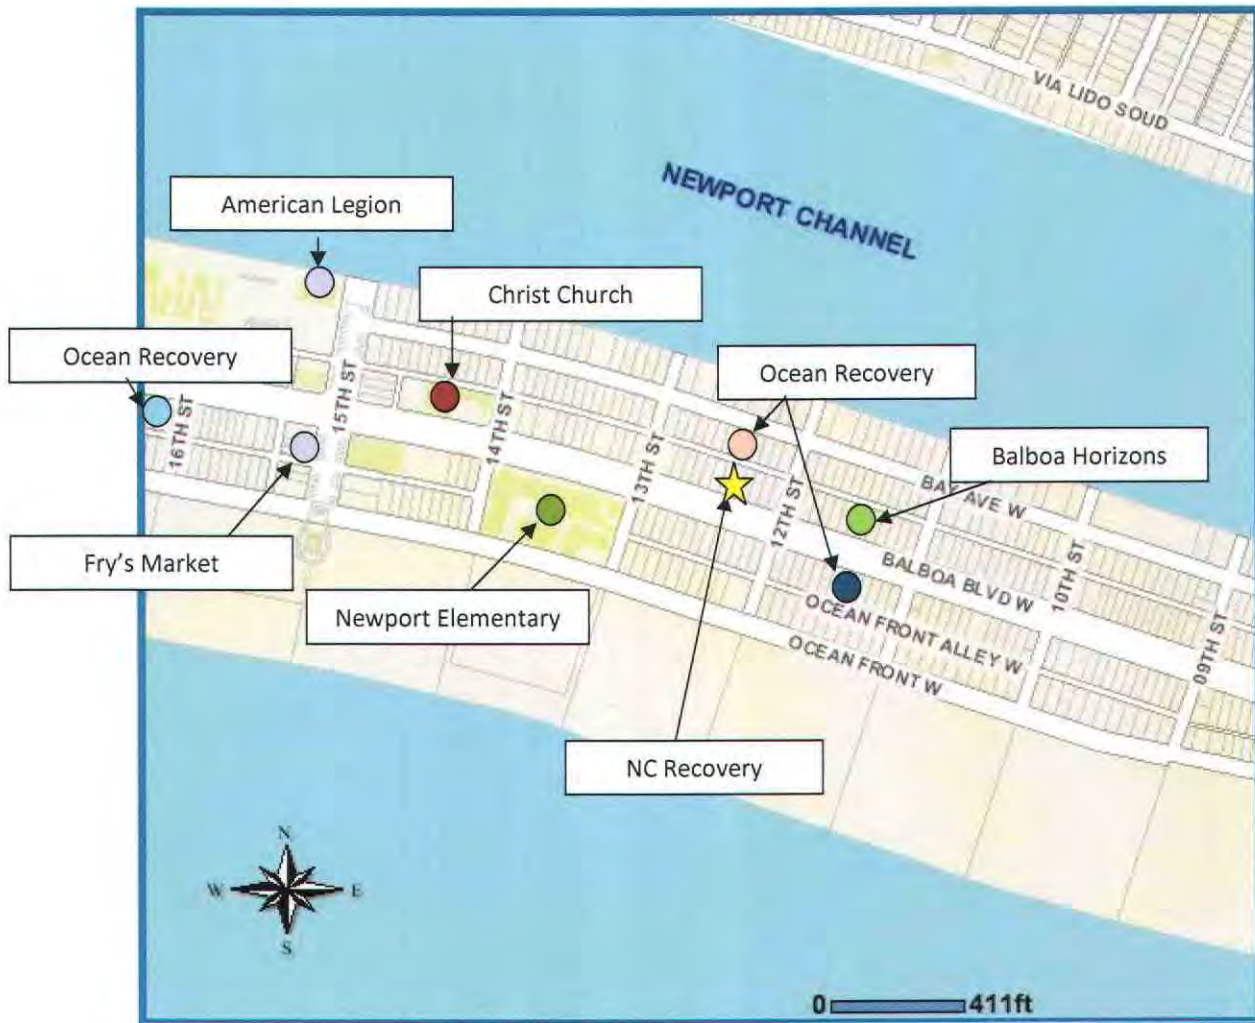 VIA LIDO SOUD
NEWPORT CHANNEL
American Legion
Christ Church
Ocean Recovery
Ocean Recovery
Balboa Horizons
16TH ST
15TH ST
14TH ST
13TH ST
12TH ST
BAY AVE W
BALBOA BLVD W
10TH ST
09TH ST
OCEAN FRONT ALLEY W
OCEAN FRONT W
Fry's Market
Newport Elementary
NC Recovery
N
W
E
S
0
411ft